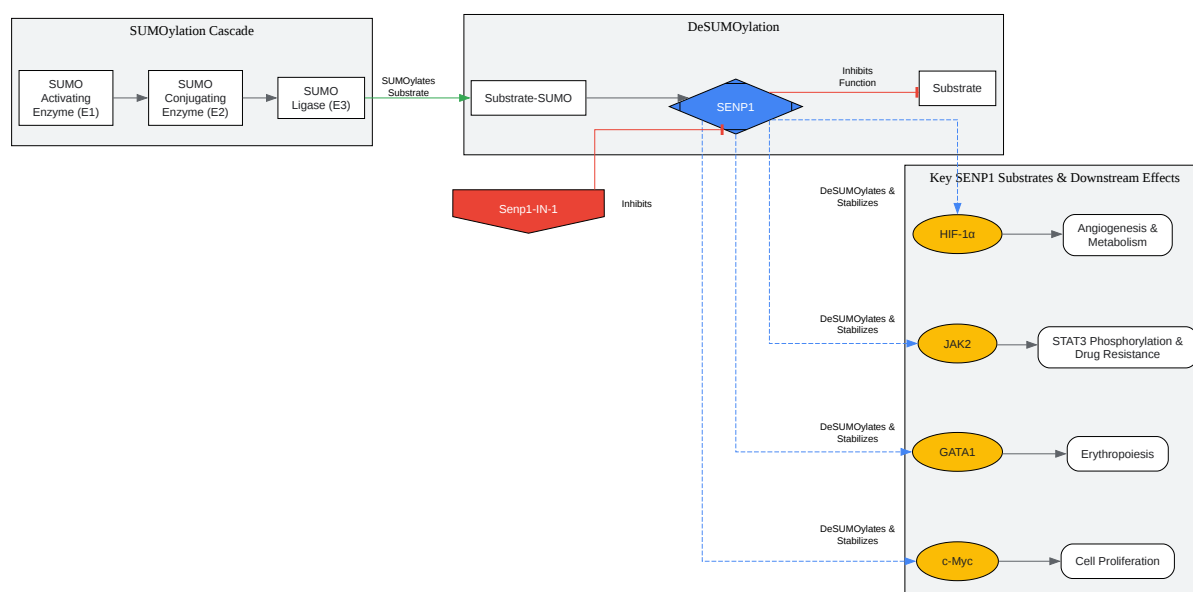 SUMOylation Cascade
SUMO
Activating
Enzyme (E1)
SUMO
Conjugating
Enzyme (E2)
SUMO
Ligase (E3)
SUMOylates
Substrate
DeSUMOylation
Substrate-SUMO
SENP1
Inhibits
Function
Substrate
Senp1-IN-1
Inhibits
Key SENP1 Substrates & Downstream Effects
DeSUMOylates &
Stabilizes
HIF-1α
Angiogenesis &
Metabolism
DeSUMOylates &
Stabilizes
JAK2
STAT3 Phosphorylation &
Drug Resistance
DeSUMOylates &
Stabilizes
GATA1
Erythropoiesis
DeSUMOylates &
Stabilizes
c-Myc
Cell Proliferation